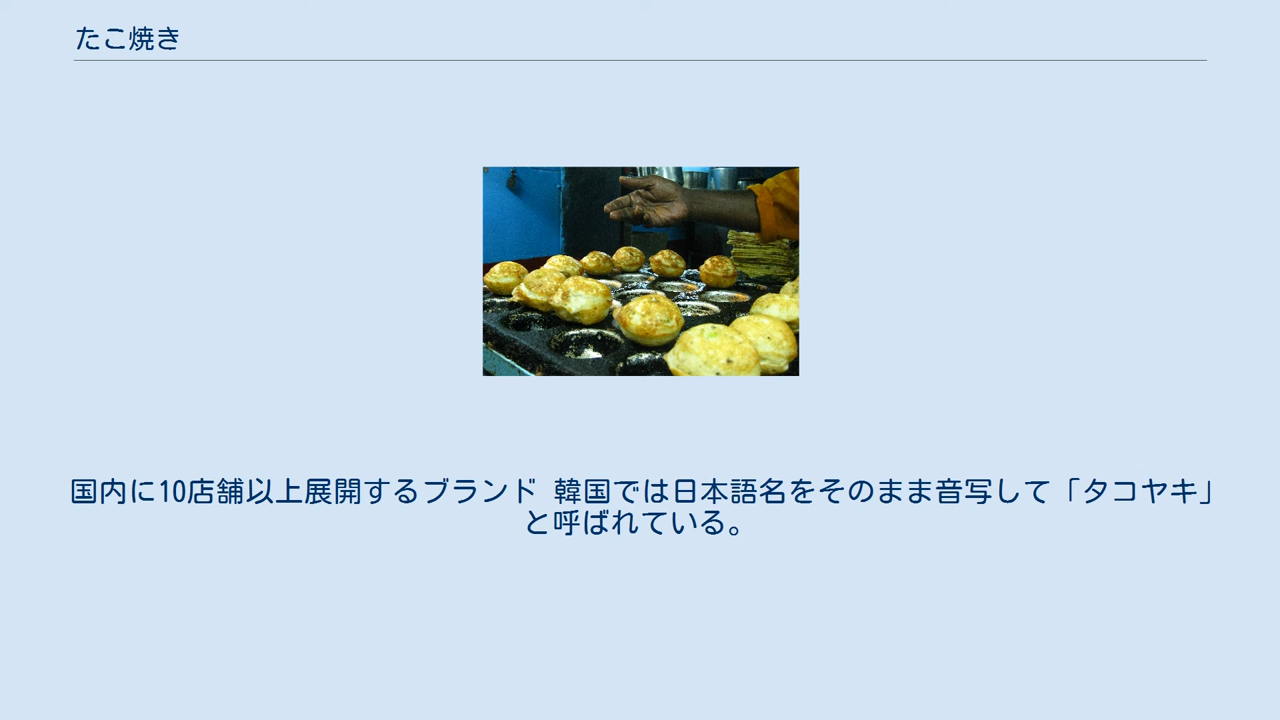 たこ焼き
国内に10店舗以上展開するブランド 韓国では日本語名をそのまま音写して「タコヤキ」
と呼ばれている。